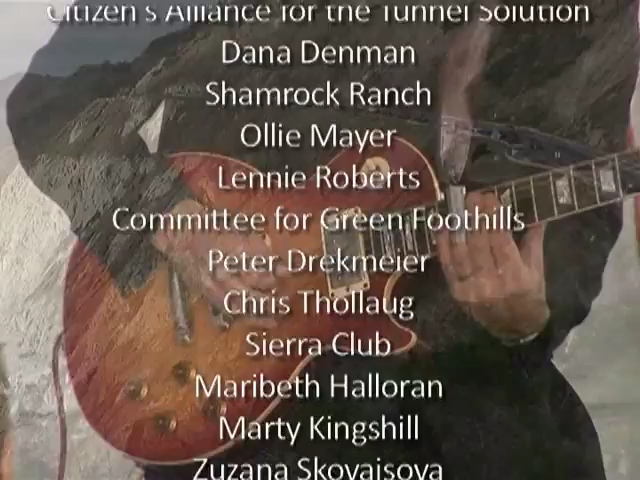 Citizen's Alliance for the Tunnel Solution
Dana Denman
Shamrock Ranch
Ollie Mayer
Lennie Roberts
Committee for Green Foothills
Peter Drekmeier
Chris Thollaug
Sierra Club
Maribeth Halloran
Marty Kingshill
Zuzana Skovajsova